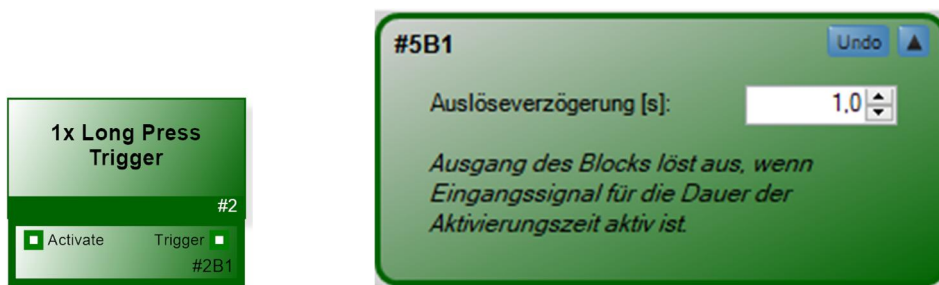 1x Long Press
Trigger
#2
Activate Trigger
#2B1
#5B1 Undo ▲
Auslöseverzögerung [s]: 1,0
Ausgang des Blocks löst aus, wenn
Eingangssignal für die Dauer der
Aktivierungszeit aktiv ist.